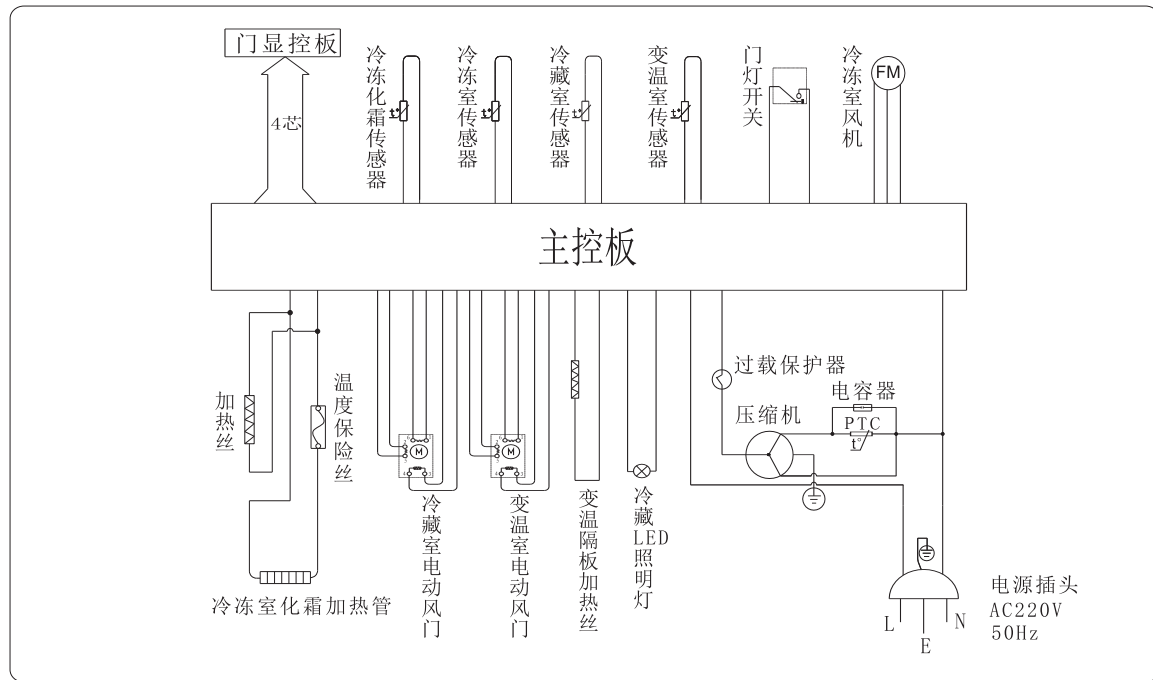 门显控板
4芯
冷冻化霜传感器
冷冻室传感器
冷藏室传感器
变温室传感器
门灯开关
冷冻室风机
FM
t°
t°
t°
t°
主控板
加热丝
温度保险丝
冷冻室化霜加热管
M
冷藏室电动风门
M
变温室电动风门
变温隔板加热丝
冷藏LED照明灯
过载保护器
压缩机
电容器
PTC
t°
L
E
N
电源插头
AC220V
50Hz